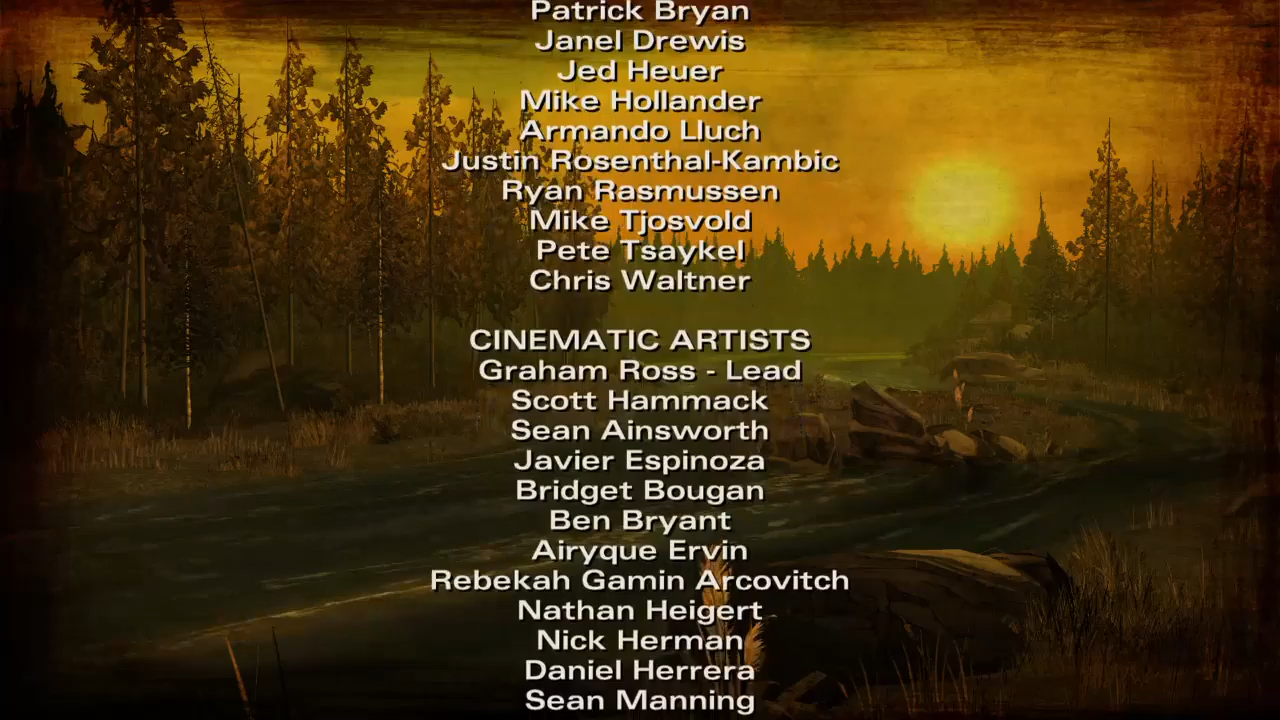 Patrick Bryan
Janel Drewis
Jed Heuer
Mike Hollander
Armando Lluch
Justin Rosenthal-Kambic
Ryan Rasmussen
Mike Tjosvold
Pete Tsaykel
Chris Waltner
CINEMATIC ARTISTS
Graham Ross - Lead
Scott Hammack
Sean Ainsworth
Javier Espinoza
Bridget Bougan
Ben Bryant
Airyque Ervin
Rebekah Gamin Arcovitch
Nathan Heigert
Nick Herman
Daniel Herrera
Sean Manning